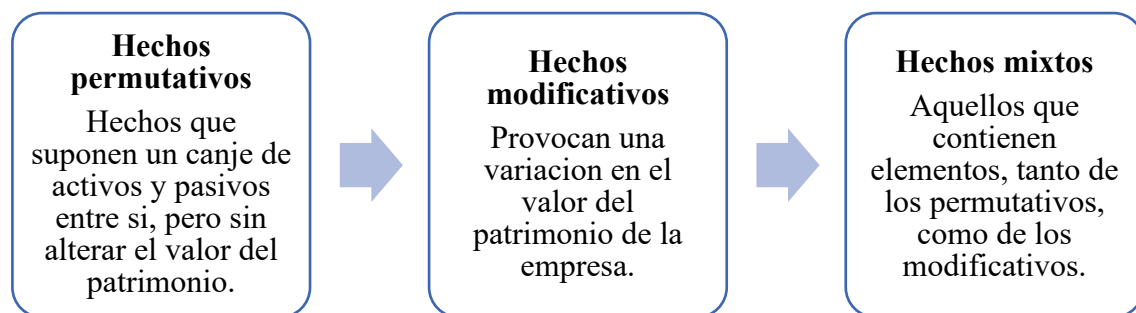 Hechos
permutativos
Hechos que
suponen un canje de
activos y pasivos
entre si, pero sin
alterar el valor del
patrimonio.
Hechos
modificativos
Provocan una
variacion en el
valor del
patrimonio de la
empresa.
Hechos mixtos
Aquellos que
contienen
elementos, tanto de
los permutativos,
como de los
modificativos.